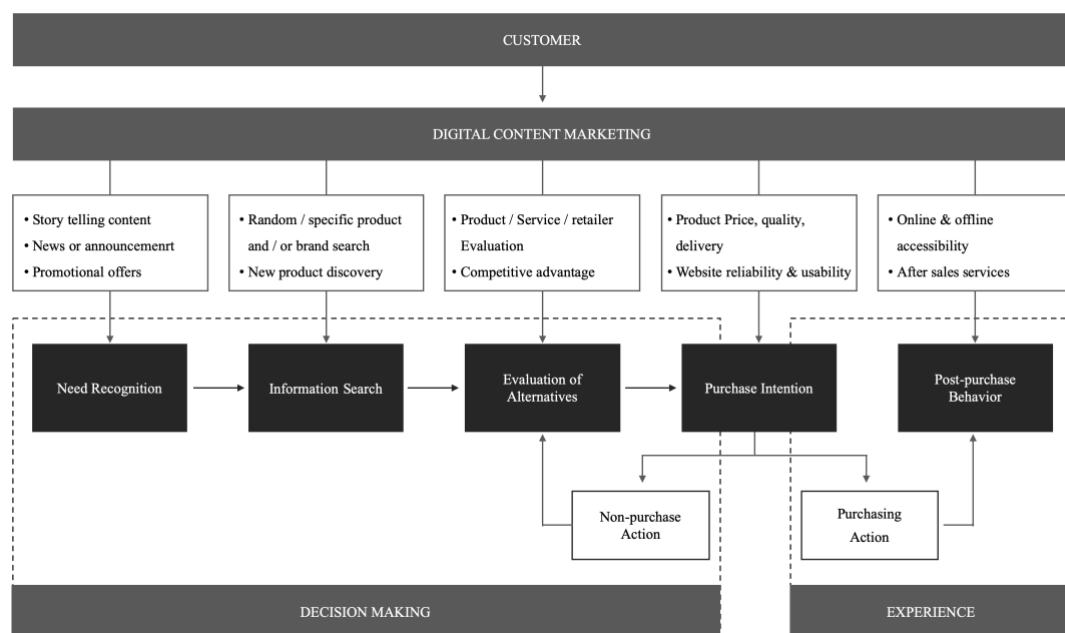 CUSTOMER
DIGITAL CONTENT MARKETING
• Story telling content
• News or announcemenrt
• Promotional offers
• Random / specific product
and / or brand search
• New product discovery
• Product / Service / retailer
Evaluation
• Competitive advantage
• Product Price, quality,
delivery
• Website reliability & usability
• Online & offline
accessibility
• After sales services
Need Recognition
Information Search
Evaluation of
Alternatives
Purchase Intention
Post-purchase
Behavior
Non-purchase
Action
Purchasing
Action
DECISION MAKING
EXPERIENCE